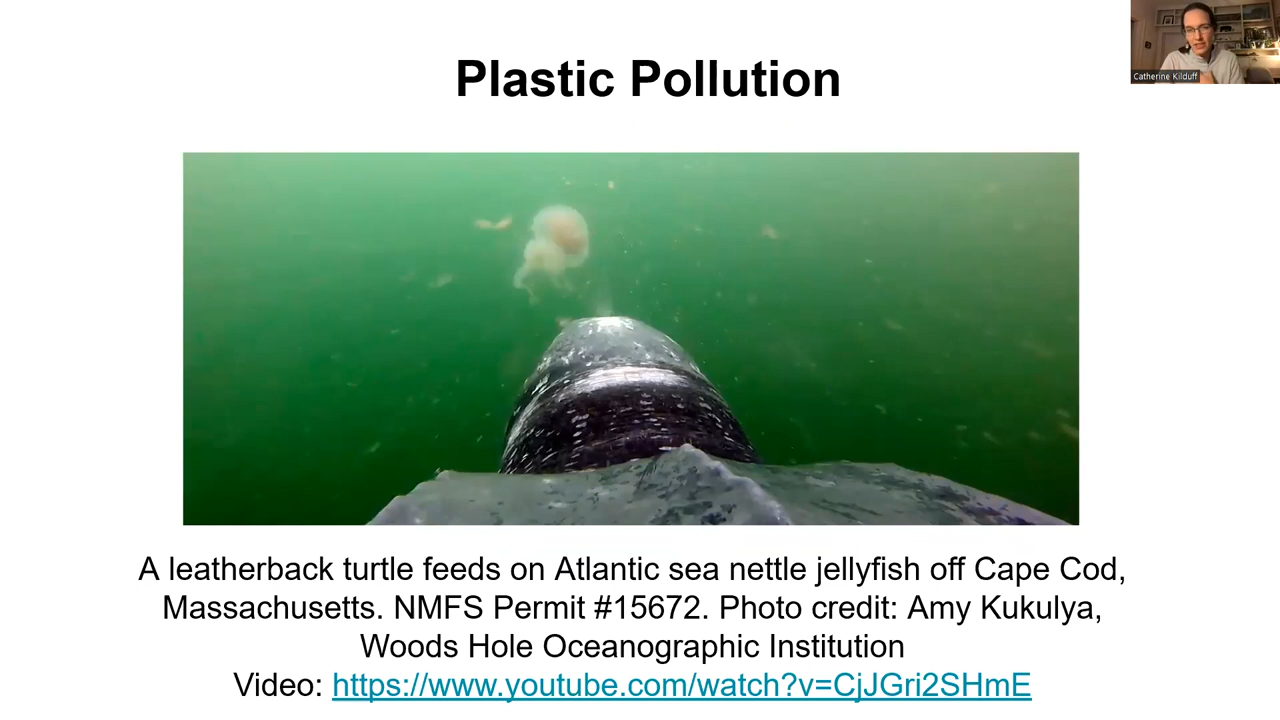 Catherine Kilduff
Plastic Pollution
A leatherback turtle feeds on Atlantic sea nettle jellyfish off Cape Cod,
Massachusetts. NMFS Permit #15672. Photo credit: Amy Kukulya,
Woods Hole Oceanographic Institution
Video: https://www.youtube.com/watch?v=CjJGri2SHmE